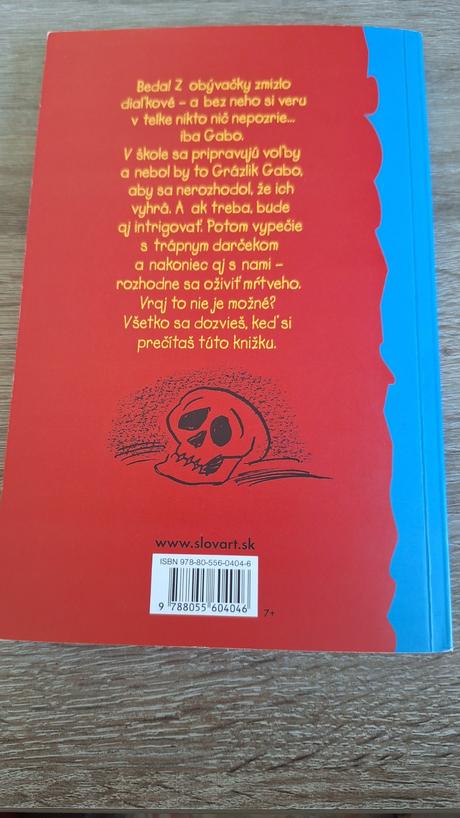 Beda! Z obývačky zmizlo
diaľkové – a bez neho si veru
v telke nikto nič nepozrie...
iba Gabo.
V škole sa pripravujú voľby
a nebol by to Grázlik Gabo,
aby sa nerozhodol, že ich
vyhrá. A ak treba, bude
aj intrigovať. Potom vypečie
s trápnym darčekom
a nakoniec aj s nami –
rozhodne sa oživiť mŕtveho.
Vraj to nie je možné?
Všetko sa dozvieš, keď si
prečítaš túto knižku.
www.slovart.sk
ISBN 978-80-556-0404-6
9 788055 604046
7+